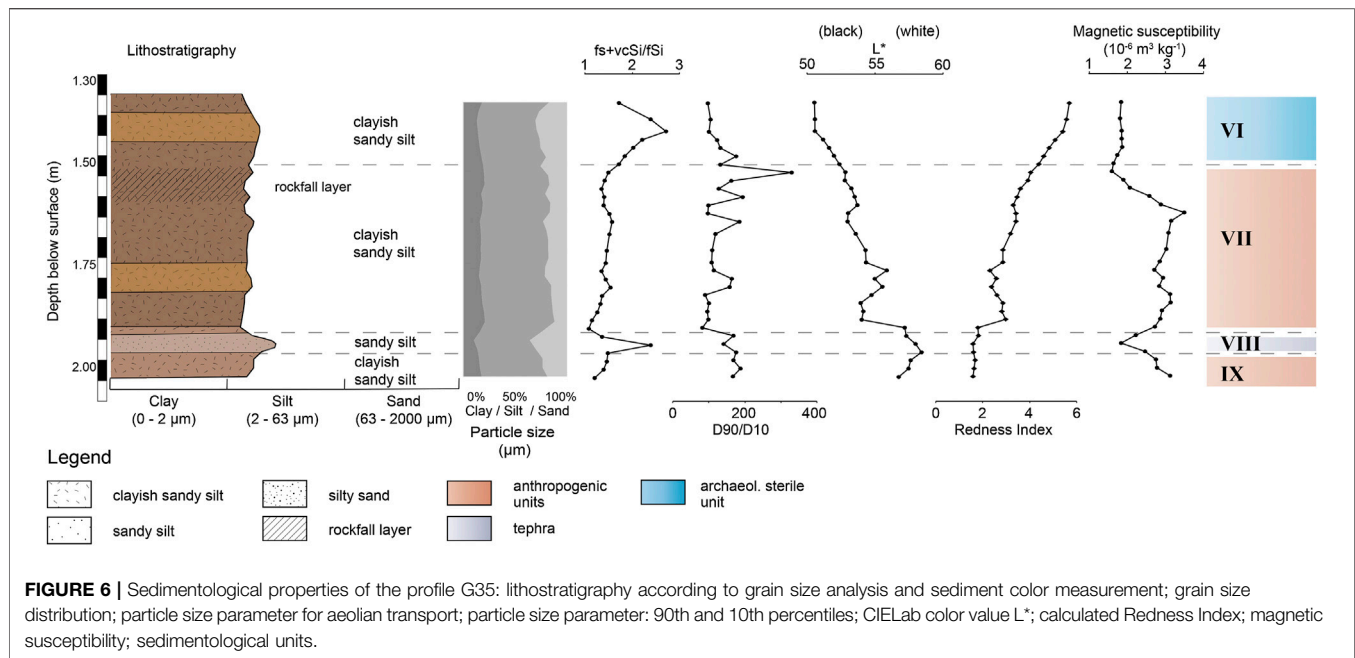 (black) (white)
Lithostratigraphy fs+vcSi/fSi L* Magnetic susceptibility
(10⁻⁶ m³ kg⁻¹)
1 2 3 50 55 60 1 2 3 4
Depth below surface (m)
1.30
clayish
sandy silt
VI
1.50
rockfall layer
clayish
sandy silt
VII
1.75
sandy silt
VIII
clayish
sandy silt
IX
2.00
Clay
(0 - 2 µm)
Silt
(2 - 63 µm)
Sand
(63 - 2000 µm)
0% 50% 100%
Clay / Silt / Sand
Particle size
(µm)
0 200 400
D90/D10
0 2 4 6
Redness Index
Legend
clayish sandy silt
silty sand
anthropogenic
units
archaeol. sterile
unit
sandy silt
rockfall layer
tephra
FIGURE 6 | Sedimentological properties of the profile G35: lithostratigraphy according to grain size analysis and sediment color measurement; grain size
distribution; particle size parameter for aeolian transport; particle size parameter: 90th and 10th percentiles; CIELab color value L*; calculated Redness Index; magnetic
susceptibility; sedimentological units.